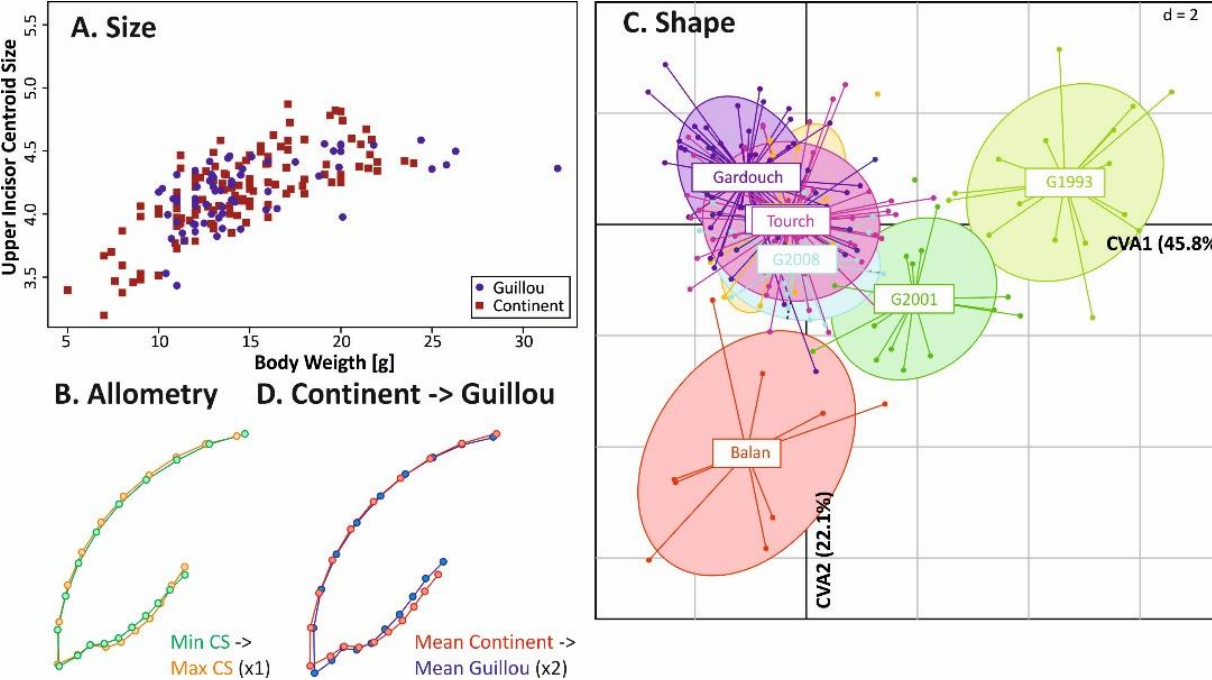 A. Size
Upper Incisor Centroid Size
5.5
5.0
4.5
4.0
3.5
Guillou
Continent
5 10 15 20 25 30
Body Weigth [g]
B. Allometry
Min CS ->
Max CS (x1)
D. Continent -> Guillou
Mean Continent ->
Mean Guillou (x2)
C. Shape
d = 2
Gardouch
G1993
Tourch
CVA1 (45.8%
G2008
G2001
Balan
CVA2 (22.1%)